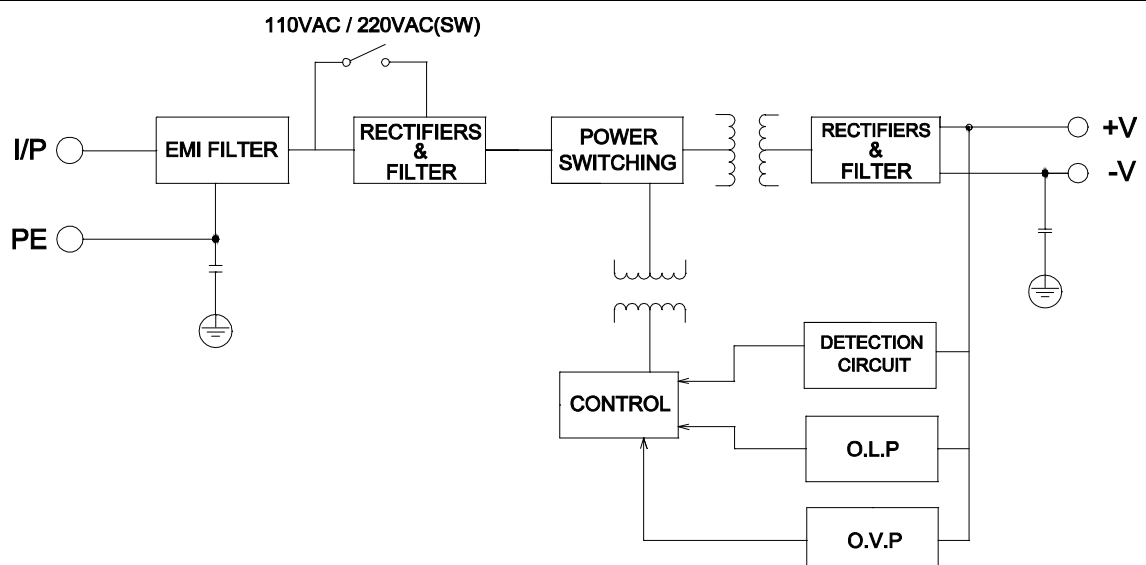 110VAC / 220VAC(SW)
I/P
EMI FILTER
RECTIFIERS
&
FILTER
POWER
SWITCHING
RECTIFIERS
&
FILTER
+V
-V
PE
DETECTION
CIRCUIT
CONTROL
O.L.P
O.V.P